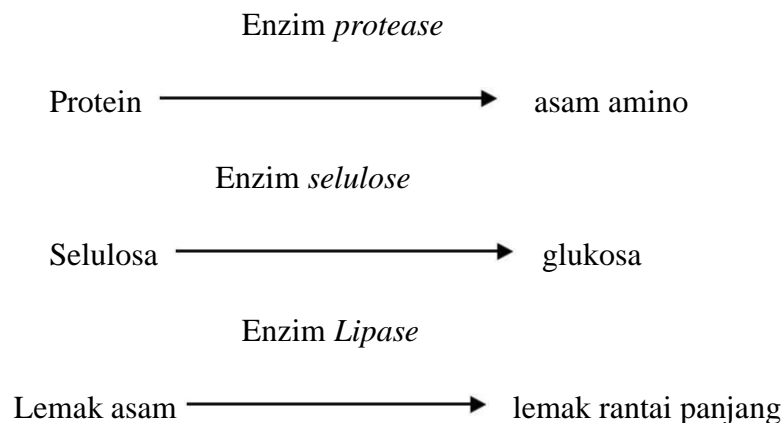 Enzim protease
Protein asam amino
Enzim selulose
Selulosa glukosa
Enzim Lipase
Lemak asam lemak rantai panjang